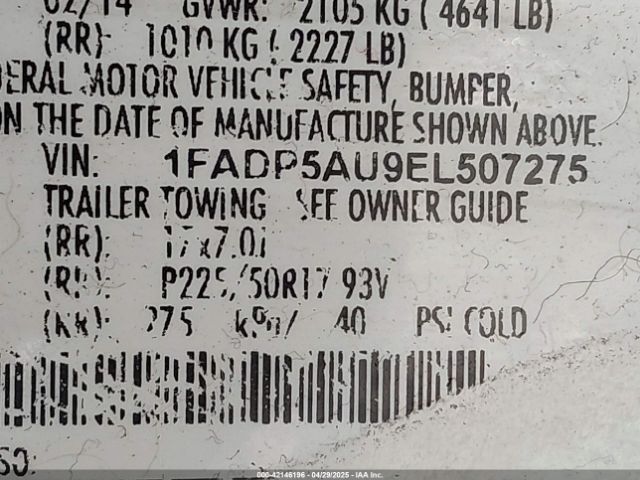 02/14 GVWR: 2105 KG ( 4641 LB)
(RR): 1010 KG ( 2227 LB)
DERAL MOTOR VEHICLE SAFETY, BUMPER,
ON THE DATE OF MANUFACTURE SHOWN ABOVE.
VIN: 1FADP5AU9EL507275
TRAILER TOWING SEE OWNER GUIDE
(RR): 17x7.0J
(RR): P225/50R17 93V
(RR): 275 kPa/ 40 PSI COLD
000-42146196 - 04/29/2025 - IAA Inc.